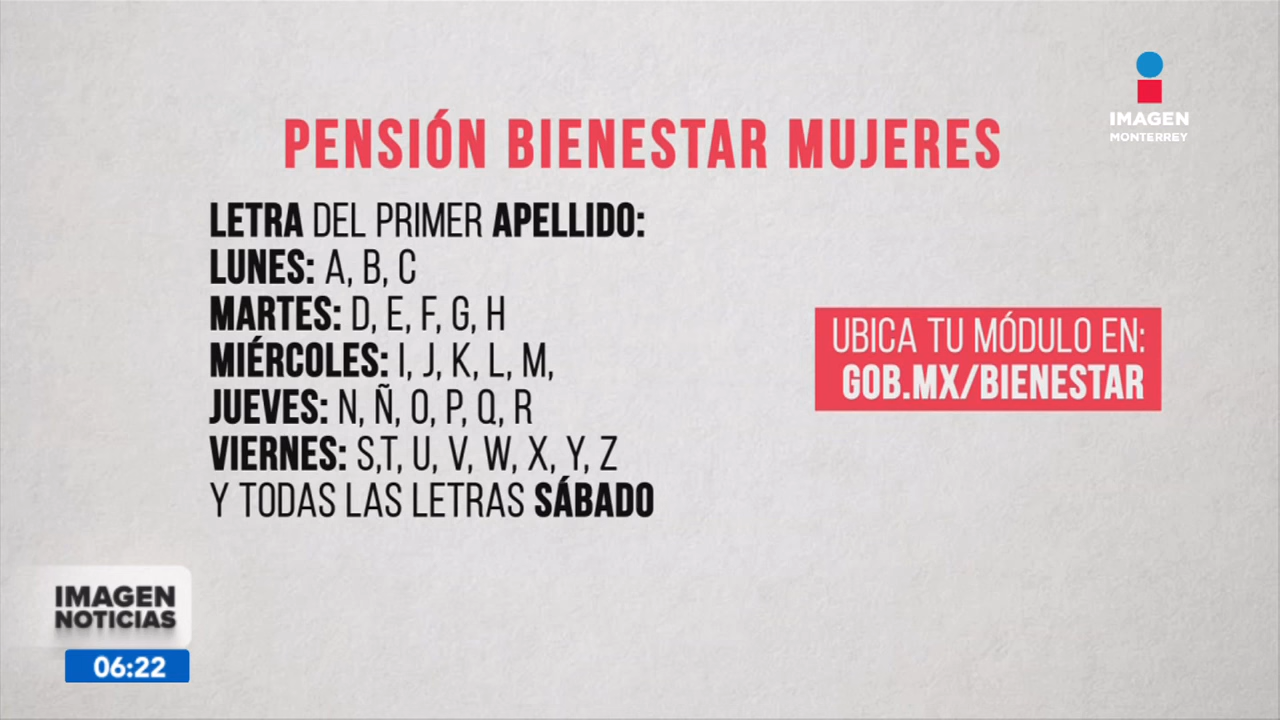 IMAGEN
MONTERREY
PENSIÓN BIENESTAR MUJERES
LETRA DEL PRIMER APELLIDO:
LUNES: A, B, C
MARTES: D, E, F, G, H
MIÉRCOLES: I, J, K, L, M,
JUEVES: N, Ñ, O, P, Q, R
VIERNES: S,T, U, V, W, X, Y, Z
Y TODAS LAS LETRAS SÁBADO
UBICA TU MÓDULO EN:
GOB.MX/BIENESTAR
IMAGEN
NOTICIAS
06:22